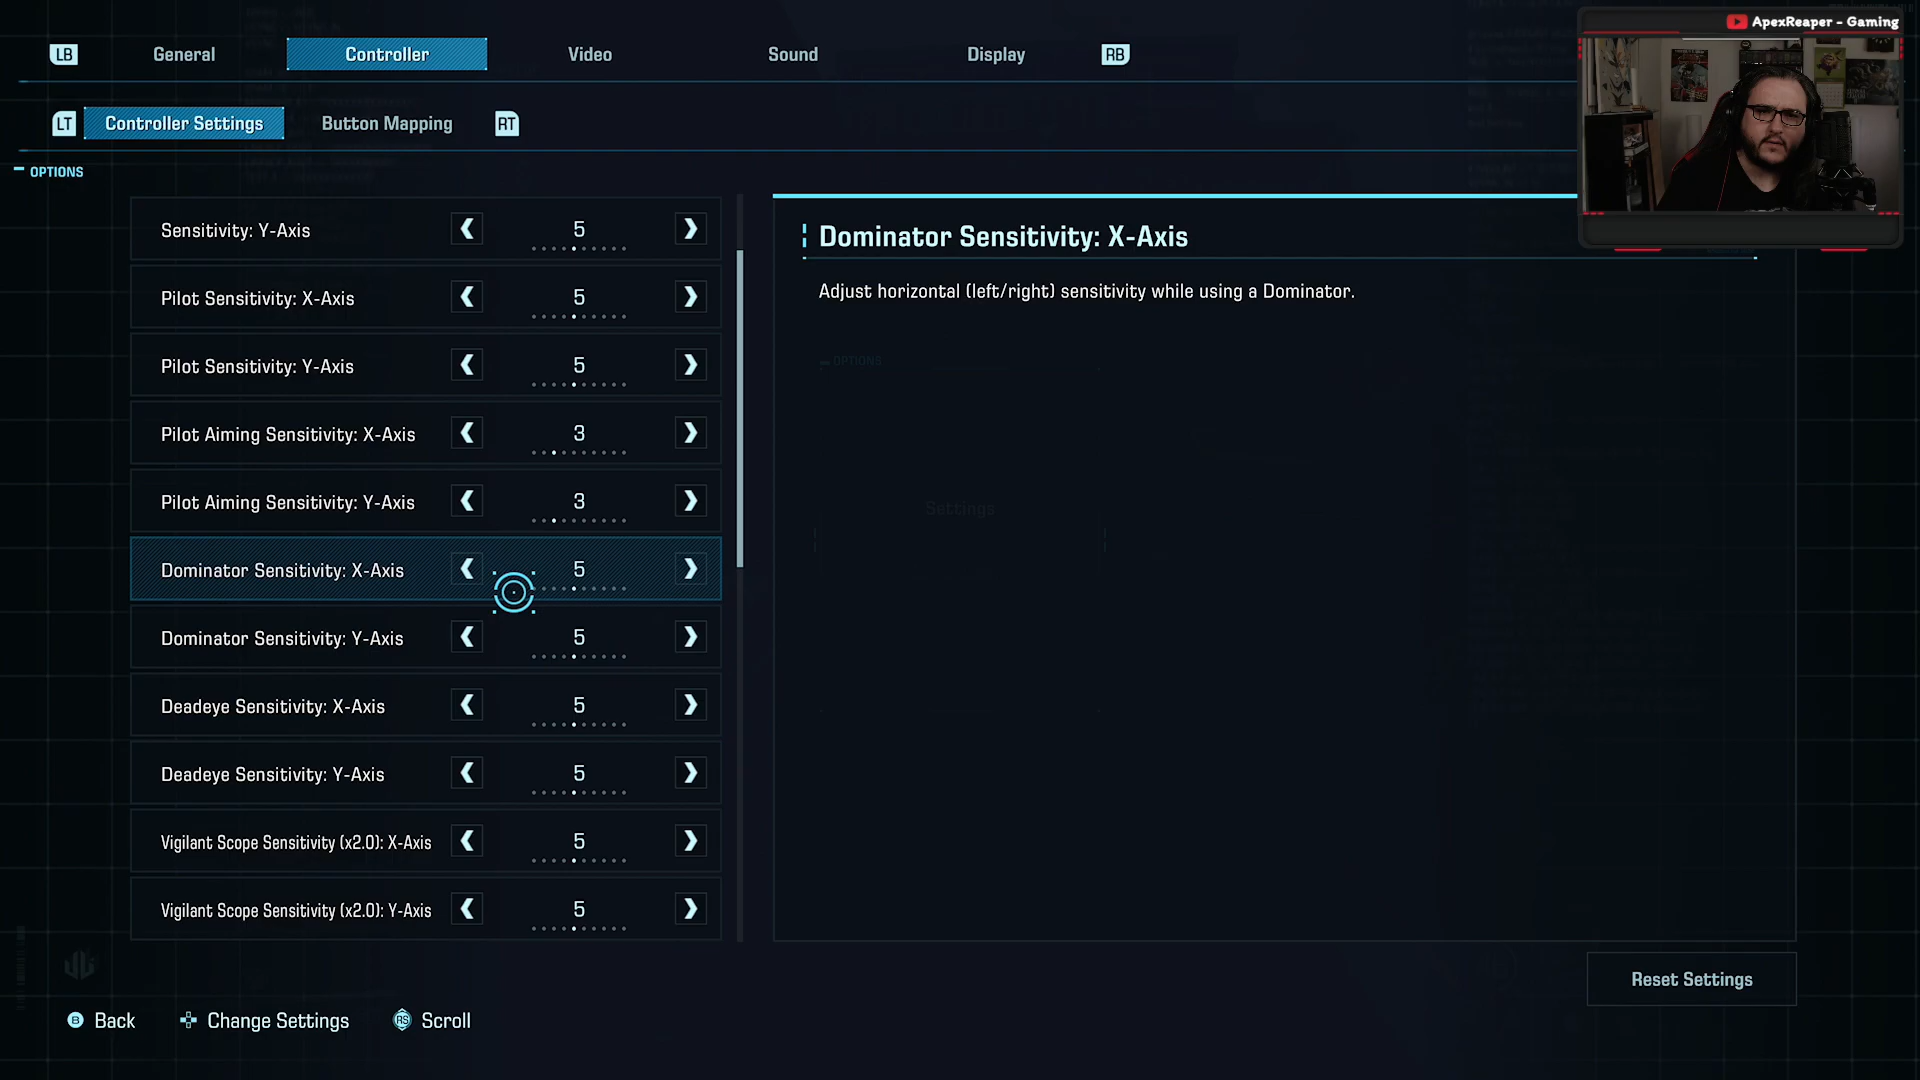 ApexReaper - Gaming
LB General Controller Video Sound Display RB
LT Controller Settings Button Mapping RT
OPTIONS
Sensitivity: Y-Axis 5
Pilot Sensitivity: X-Axis 5
Pilot Sensitivity: Y-Axis 5
Pilot Aiming Sensitivity: X-Axis 3
Pilot Aiming Sensitivity: Y-Axis 3
Dominator Sensitivity: X-Axis 5
Dominator Sensitivity: Y-Axis 5
Deadeye Sensitivity: X-Axis 5
Deadeye Sensitivity: Y-Axis 5
Vigilant Scope Sensitivity (x2.0): X-Axis 5
Vigilant Scope Sensitivity (x2.0): Y-Axis 5
Dominator Sensitivity: X-Axis
Adjust horizontal (left/right) sensitivity while using a Dominator.
OPTIONS
Settings
Reset Settings
B Back Change Settings RS Scroll